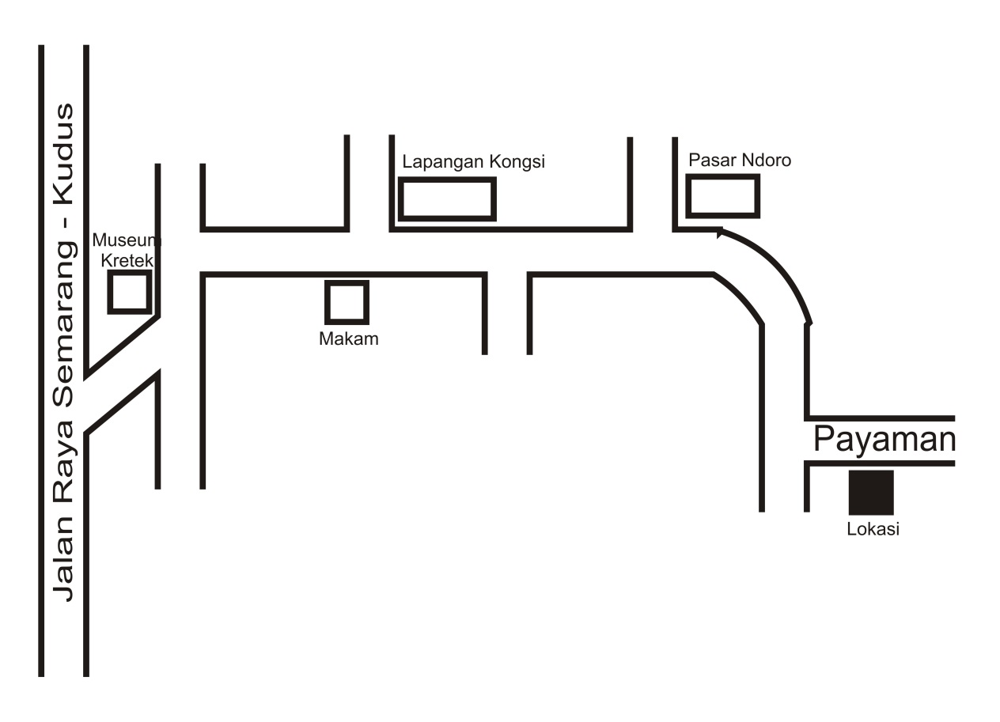 Jalan Raya Semarang - Kudus
Museum
Kretek
Lapangan Kongsi
Pasar Ndoro
Makam
Payaman
Lokasi